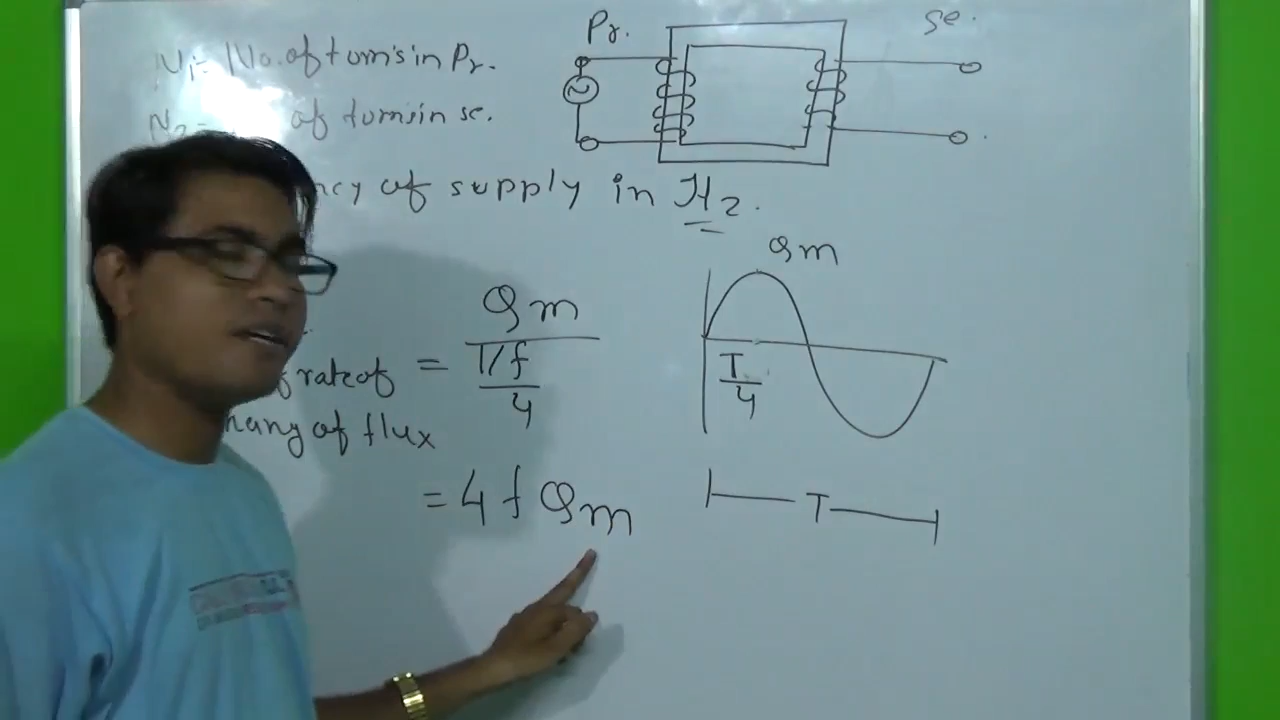 N1- No. of turns in Pr.
N2- of turns in se.
ncy of supply in Hz.
Pr.
se.
rate of = Φm
1/f
4
of flux
= 4 f Φm
Φm
T
4
T